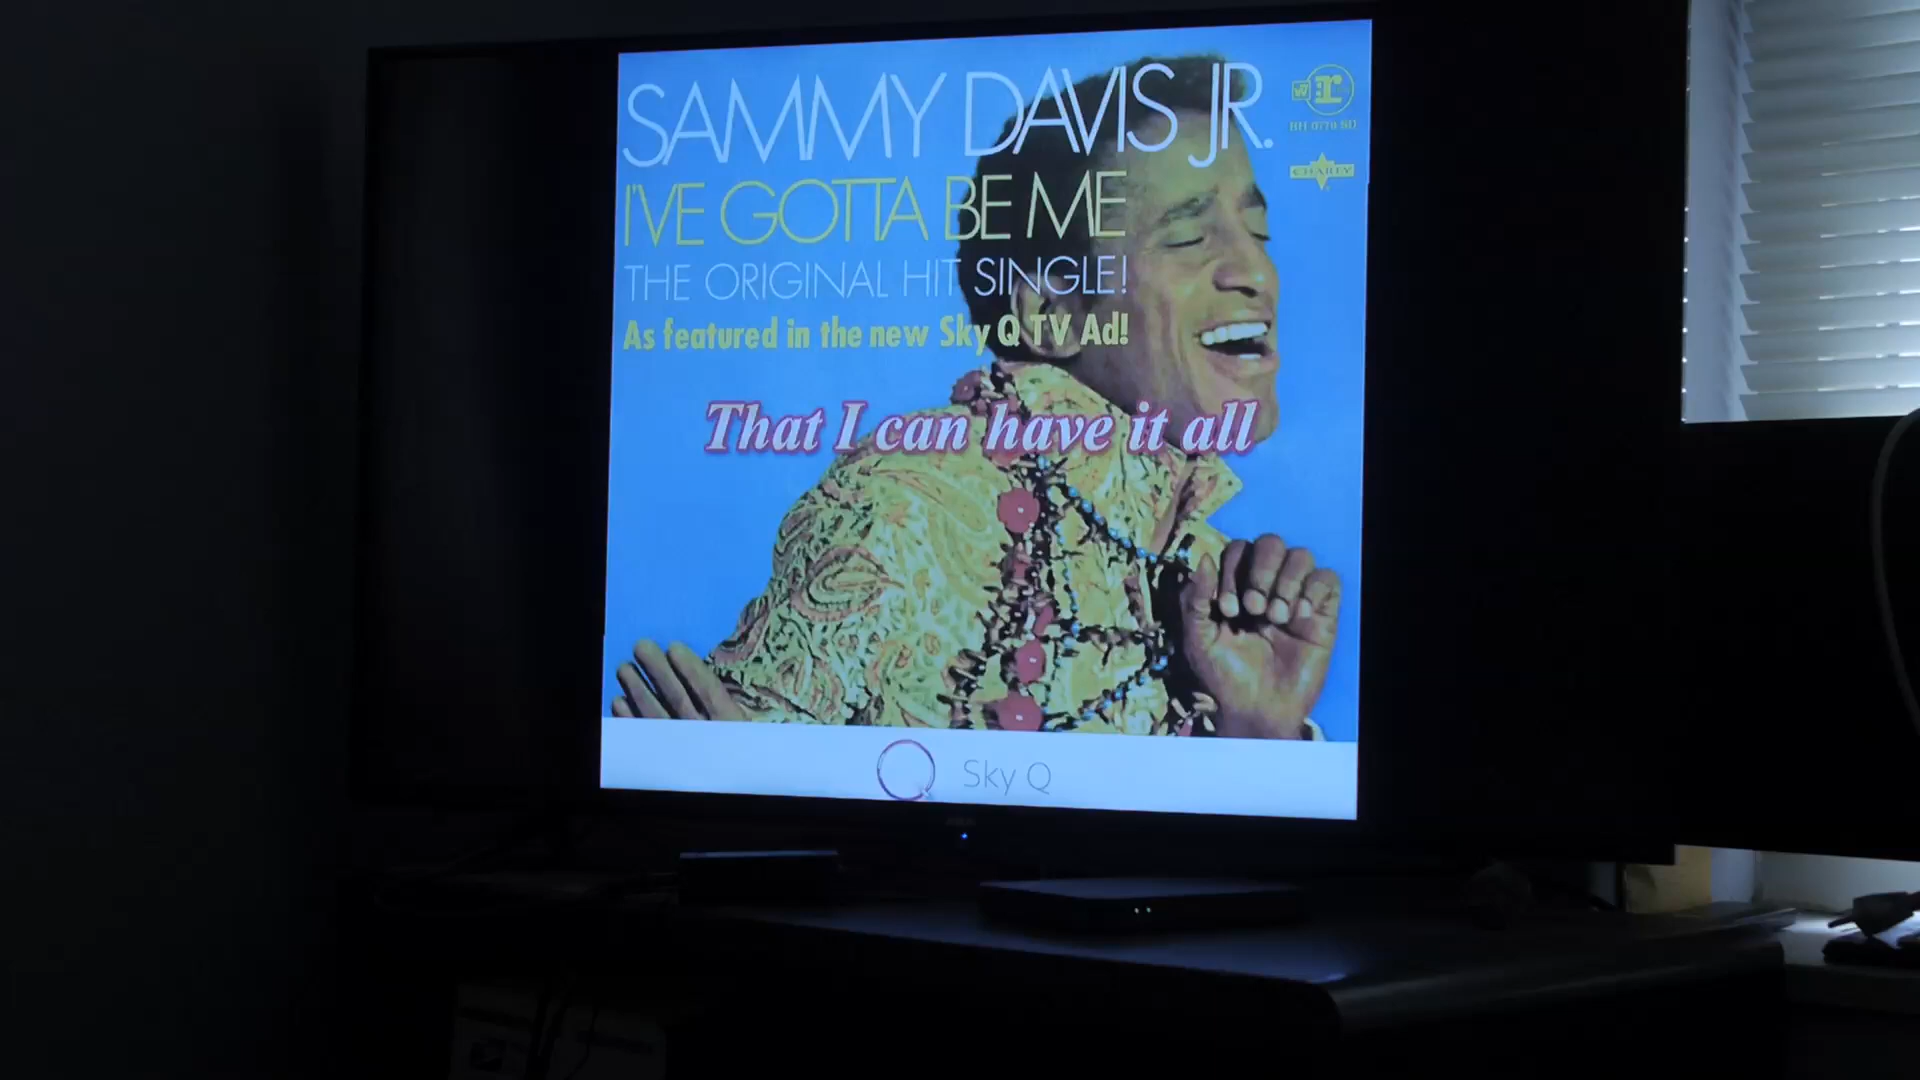 SAMMY DAVIS JR.
I'VE GOTTA BE ME
THE ORIGINAL HIT SINGLE!
As featured in the new Sky Q TV Ad!
That I can have it all
W
r
CHARLY
Sky Q